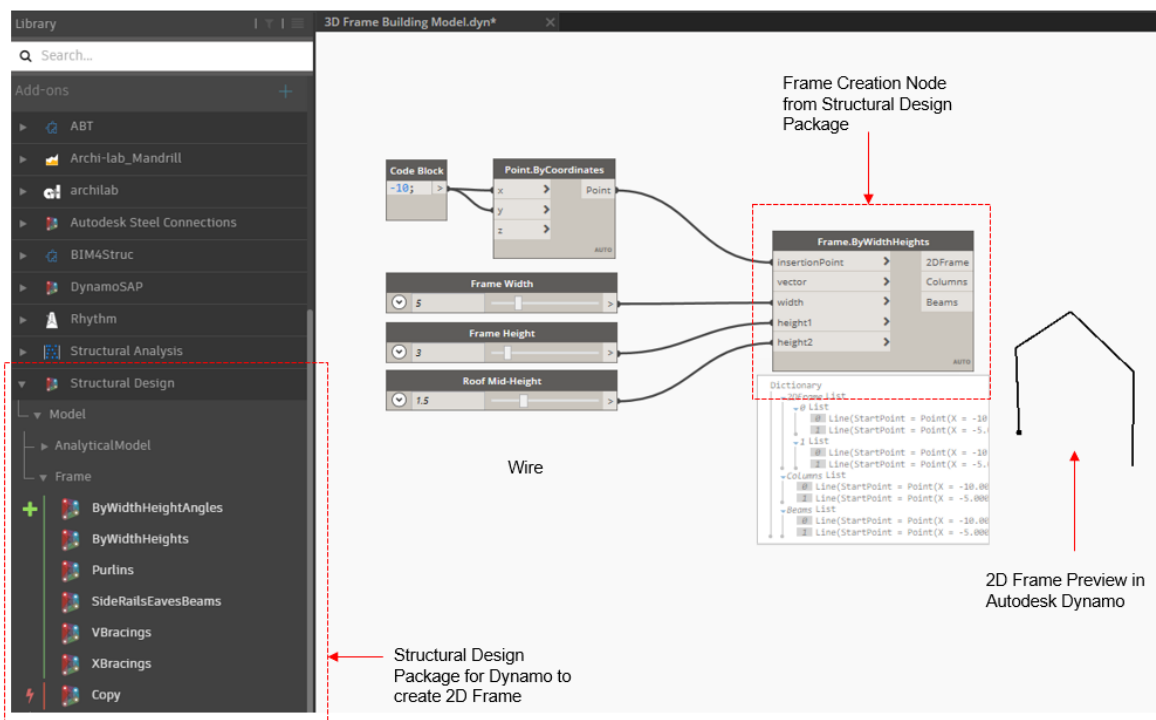 Library
Search...
Add-ons
ABT
Archi-lab_Mandrill
archilab
Autodesk Steel Connections
BIM4Struc
DynamoSAP
Rhythm
Structural Analysis
Structural Design
Model
AnalyticalModel
Frame
ByWidthHeightAngles
ByWidthHeights
Purlins
SideRailsEavesBeams
VBracings
XBracings
Copy
3D Frame Building Model.dyn*
Frame Creation Node
from Structural Design
Package
Code Block
-10; >
Point.ByCoordinates
x > Point
y >
z >
AUTO
Frame Width
5 >
Frame Height
3 >
Roof Mid-Height
1.5 >
Frame.ByWidthHeights
insertionPoint > 2DFrame
vector > Columns
width > Beams
height1 >
height2 >
AUTO
Dictionary
2DFrame List
0 List
0 Line(StartPoint = Point(X = -10
1 Line(StartPoint = Point(X = -5.
1 List
0 Line(StartPoint = Point(X = -10
1 Line(StartPoint = Point(X = -5.
Columns List
0 Line(StartPoint = Point(X = -10.00
1 Line(StartPoint = Point(X = -5.000
Beams List
0 Line(StartPoint = Point(X = -10.00
1 Line(StartPoint = Point(X = -5.000
Wire
2D Frame Preview in
Autodesk Dynamo
Structural Design
Package for Dynamo to
create 2D Frame